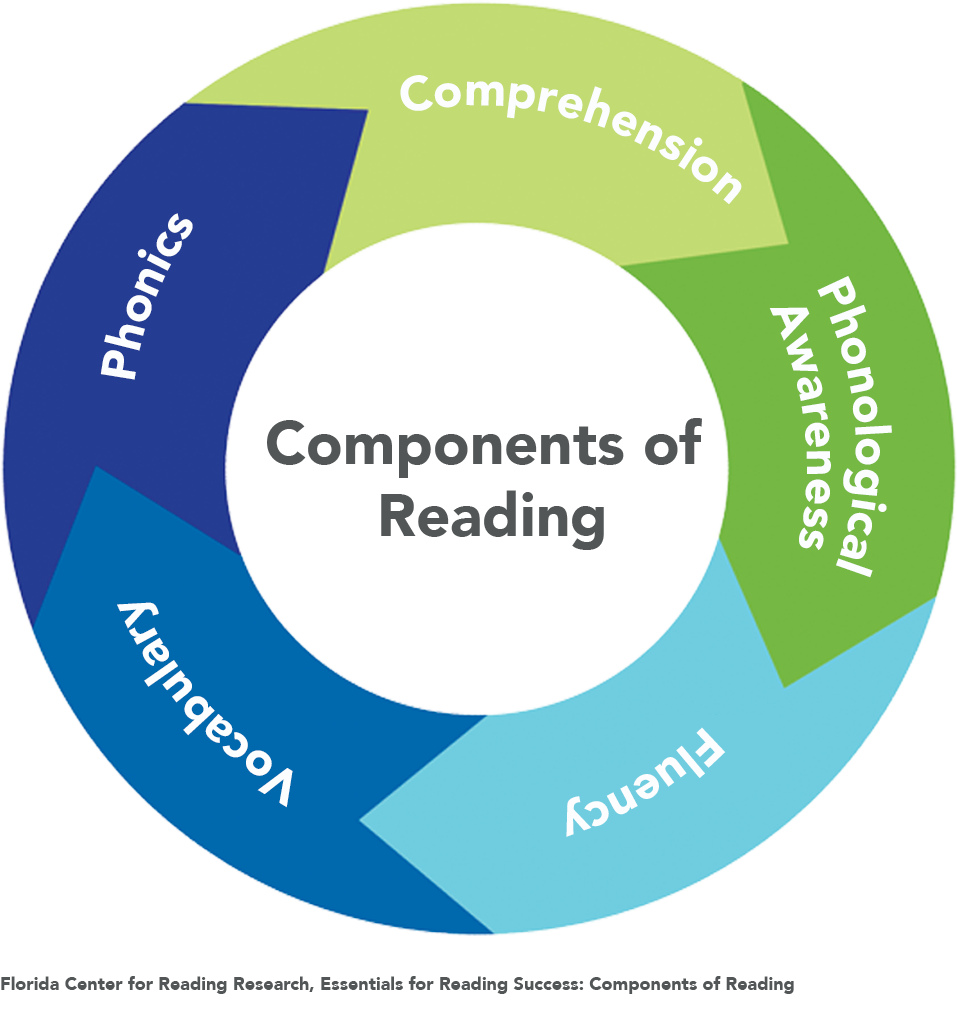 Comprehension
Phonological
Awareness
Fluency
Vocabulary
Phonics
Components of
Reading
Florida Center for Reading Research, Essentials for Reading Success: Components of Reading